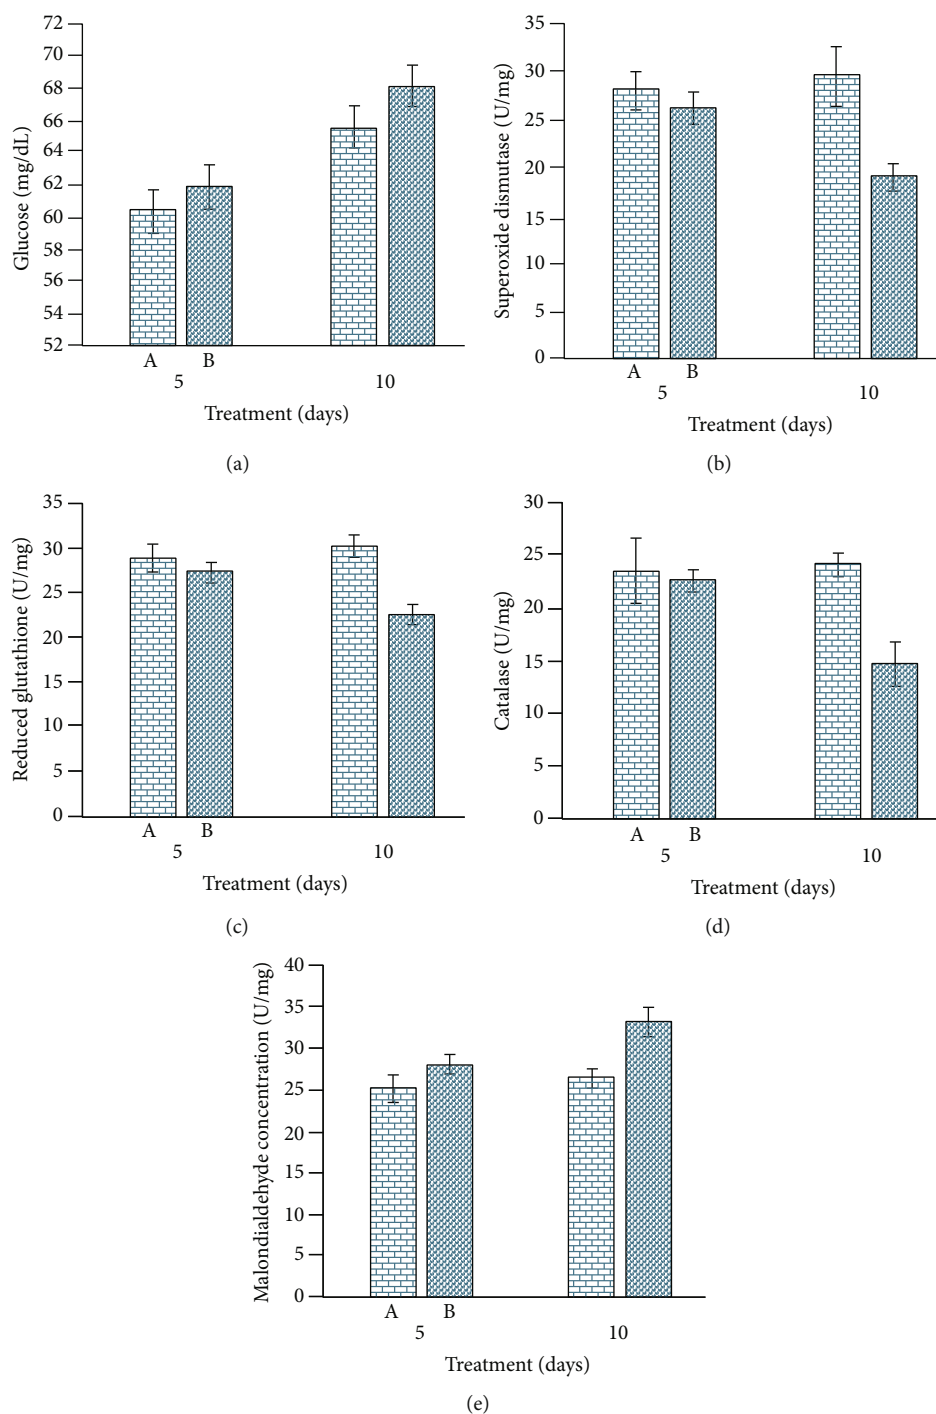 72
70
68
66
64
62
60
58
56
54
52
Glucose (mg/dL)
A B
5 10
Treatment (days)
(a)
35
30
25
20
15
10
5
0
Superoxide dismutase (U/mg)
A B
5 10
Treatment (days)
(b)
35
30
25
20
15
10
5
0
Reduced glutathione (U/mg)
A B
5 10
Treatment (days)
(c)
30
25
20
15
10
5
0
Catalase (U/mg)
A B
5 10
Treatment (days)
(d)
40
35
30
25
20
15
10
5
0
Malondialdehyde concentration (U/mg)
A B
5 10
Treatment (days)
(e)